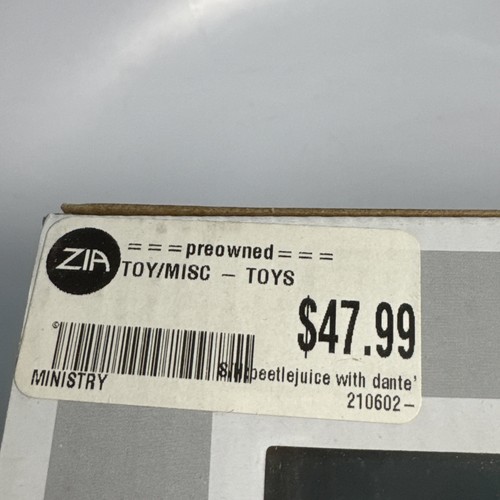 ZIA
===preowned===
TOY/MISC - TOYS
$47.99
beetlejuice with dante'
MINISTRY
210602-